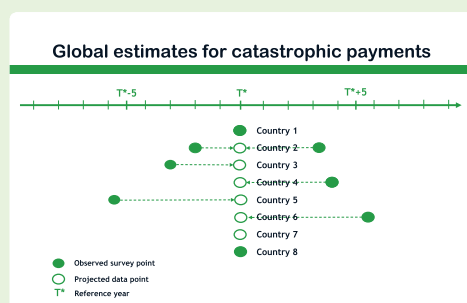 Global estimates for catastrophic payments
T*-5 T* T*+5
Country 1
Country 2
Country 3
Country 4
Country 5
Country 6
Country 7
Country 8
Observed survey point
Projected data point
T* Reference year